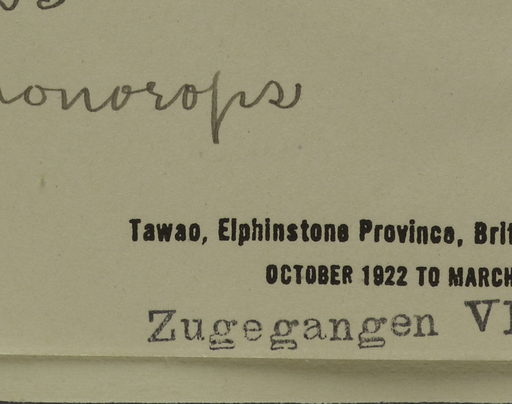 onorops
Tawao, Elphinstone Province, Brit
OCTOBER 1922 TO MARCH
Zugegangen VI